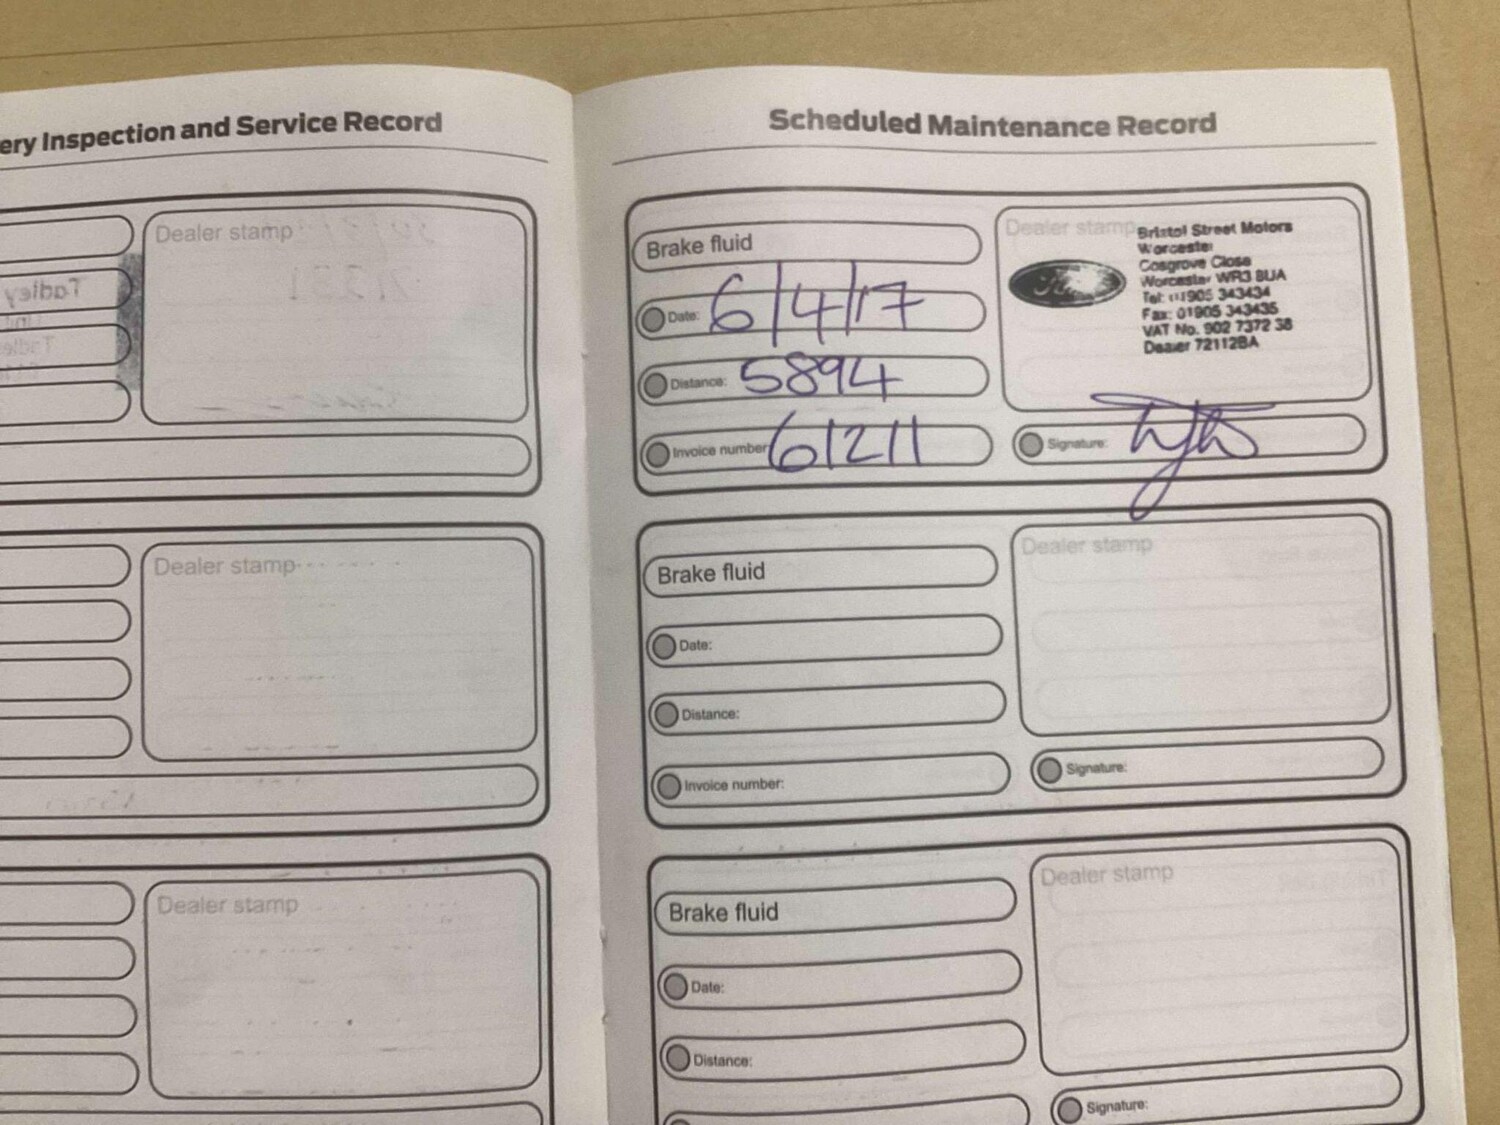 ery Inspection and Service Record
Dealer stamp
Tadley
Dealer stamp
Dealer stamp
Scheduled Maintenance Record
Brake fluid
Date: 6/4/17
Distance: 5894
Invoice number: 61211
Dealer stamp
Ford
Bristol Street Motors
Worcester
Cosgrove Close
Worcester WR3 8UA
Tel: 01905 343434
Fax: 01905 343435
VAT No. 902 7372 38
Dealer 72112BA
Signature:
Brake fluid
Date:
Distance:
Invoice number:
Dealer stamp
Signature:
Brake fluid
Date:
Distance:
Dealer stamp
Signature: